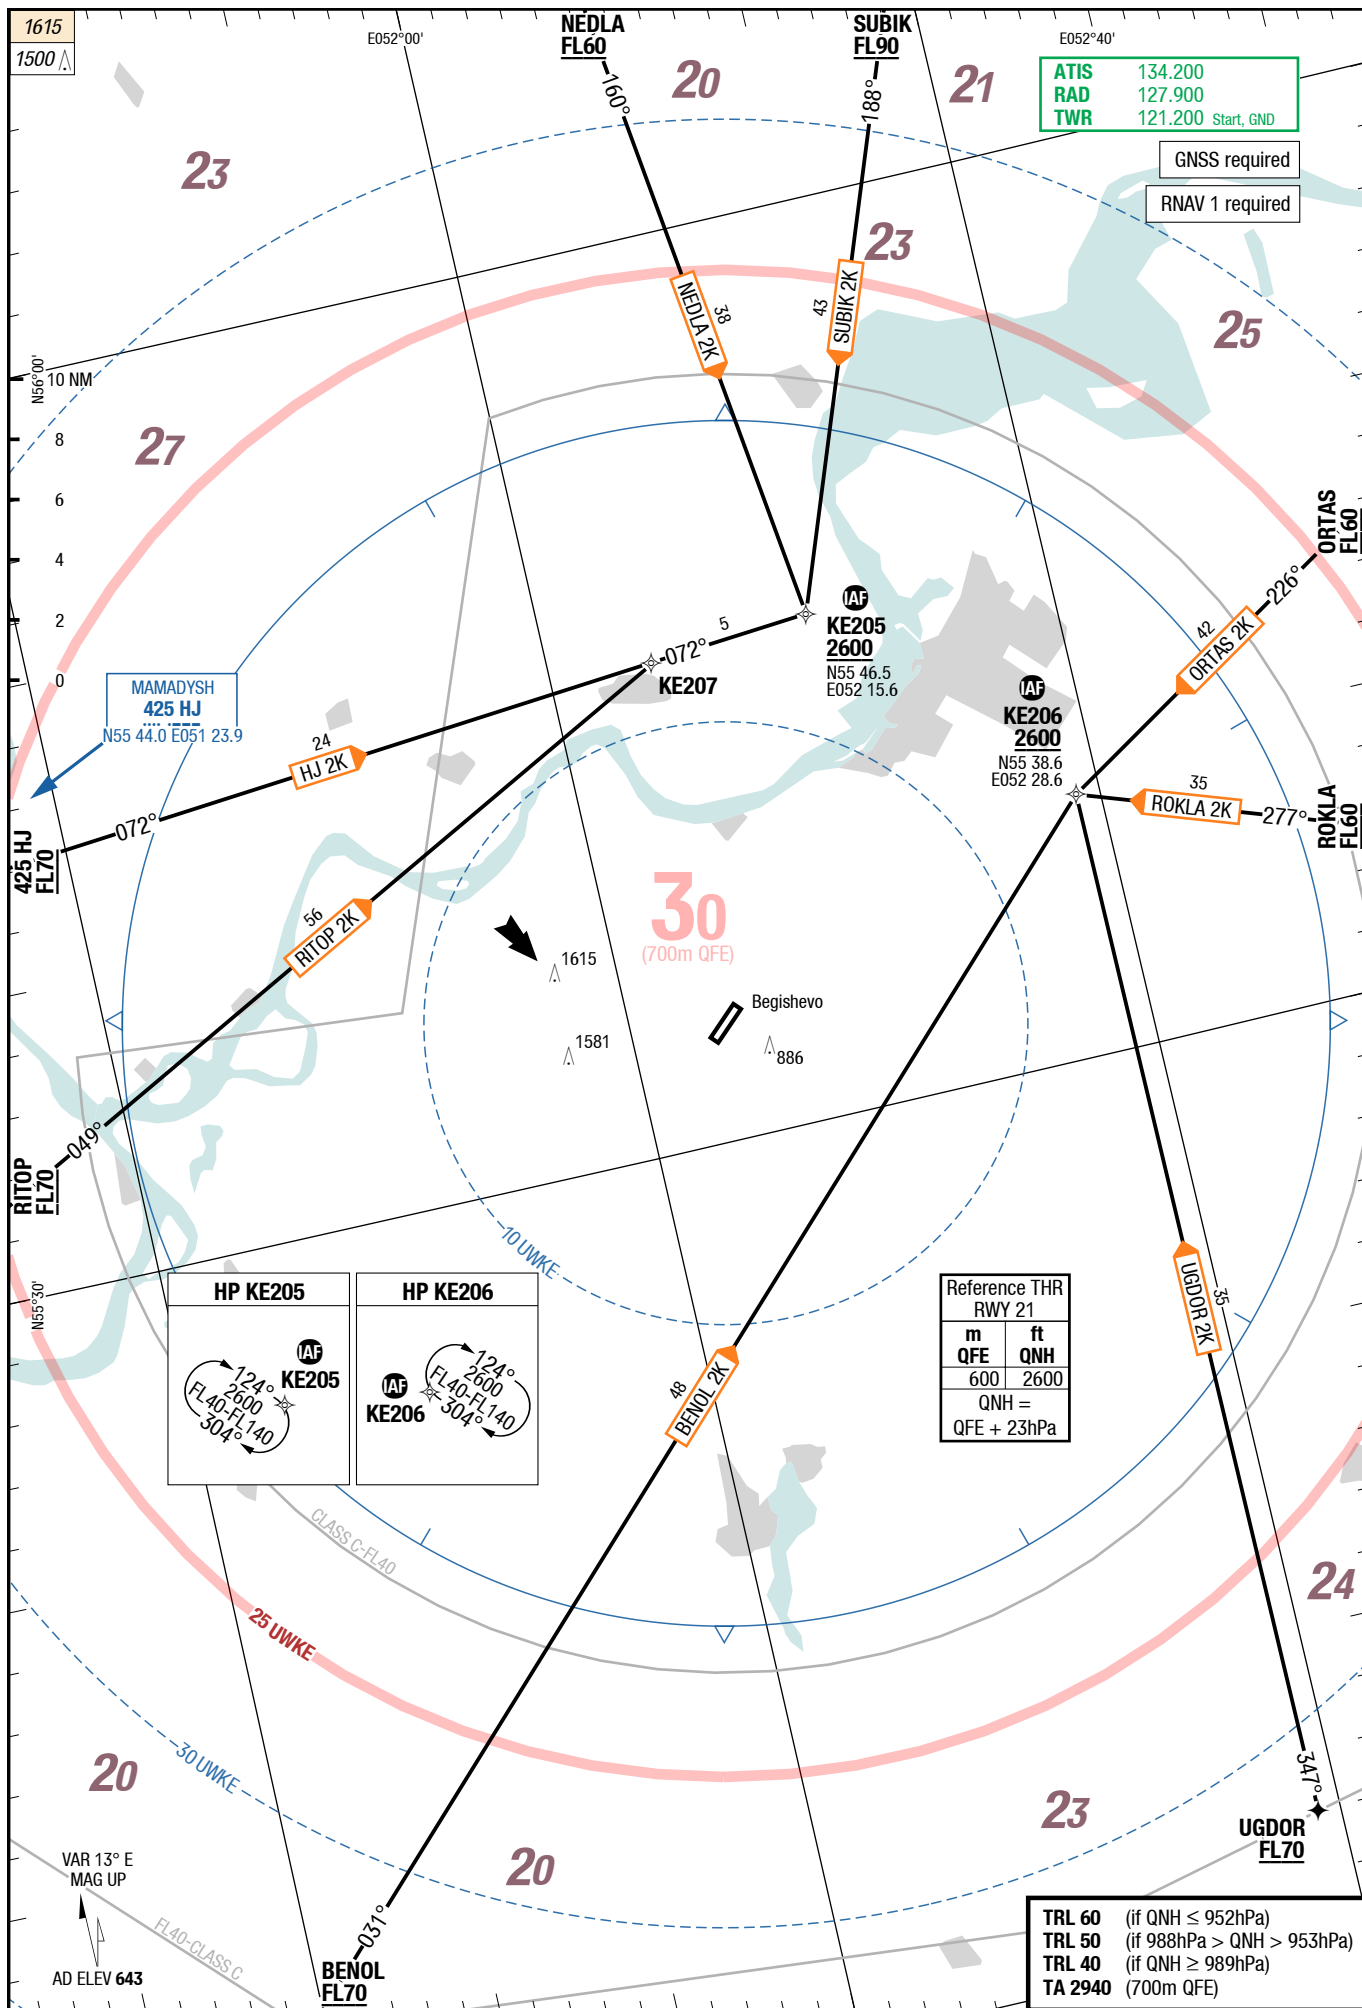 1615
1500
E052°00'
NEDLA
FL60
SUBIK
FL90
E052°40'
ATIS 134.200
RAD 127.900
TWR 121.200 Start, GND
GNSS required
RNAV 1 required
160°
188°
20
21
23
23
25
27
NEDLA 2K
38
SUBIK 2K
43
N56°00'
10 NM
8
6
4
2
0
ORTAS
FL60
226°
42
ORTAS 2K
IAF
KE205
2600
N55 46.5
E052 15.6
5
072°
KE207
IAF
KE206
2600
N55 38.6
E052 28.6
MAMADYSH
425 HJ
N55 44.0 E051 23.9
24
HJ 2K
072°
425 HJ
FL70
35
ROKLA 2K
277°
ROKLA
FL60
56
RITOP 2K
30
(700m QFE)
1615
1581
Begishevo
886
049°
RITOP
FL70
10 UWKE
N55°30'
HP KE205
IAF
KE205
124°
2600
FL40-FL140
304°
HP KE206
IAF
KE206
124°
2600
FL40-FL140
304°
Reference THR
RWY 21
m ft
QFE QNH
600 2600
QNH =
QFE + 23hPa
UGDOR 2K
35
48
BENOL 2K
CLASS C-FL40
25 UWKE
30 UWKE
24
20
23
20
347°
UGDOR
FL70
VAR 13° E
MAG UP
AD ELEV 643
FL40-CLASS C
031°
BENOL
FL70
TRL 60 (if QNH ≤ 952hPa)
TRL 50 (if 988hPa > QNH > 953hPa)
TRL 40 (if QNH ≥ 989hPa)
TA 2940 (700m QFE)